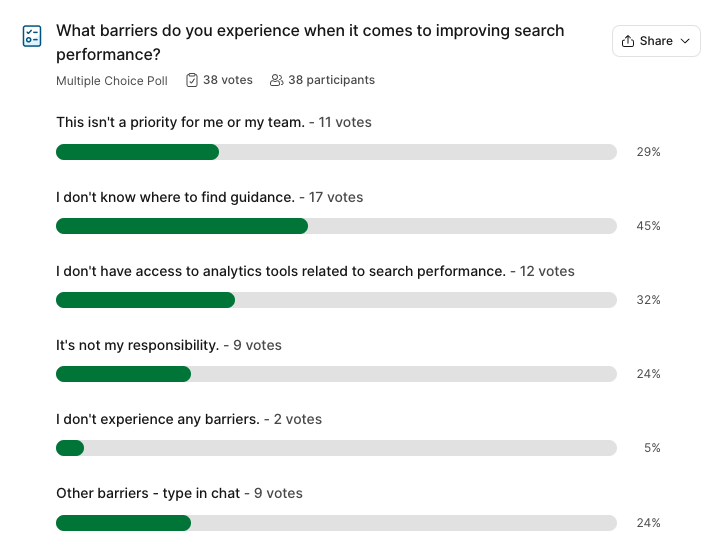 What barriers do you experience when it comes to improving search
performance?
Share
Multiple Choice Poll 38 votes 38 participants
This isn't a priority for me or my team. - 11 votes
29%
I don't know where to find guidance. - 17 votes
45%
I don't have access to analytics tools related to search performance. - 12 votes
32%
It's not my responsibility. - 9 votes
24%
I don't experience any barriers. - 2 votes
5%
Other barriers - type in chat - 9 votes
24%